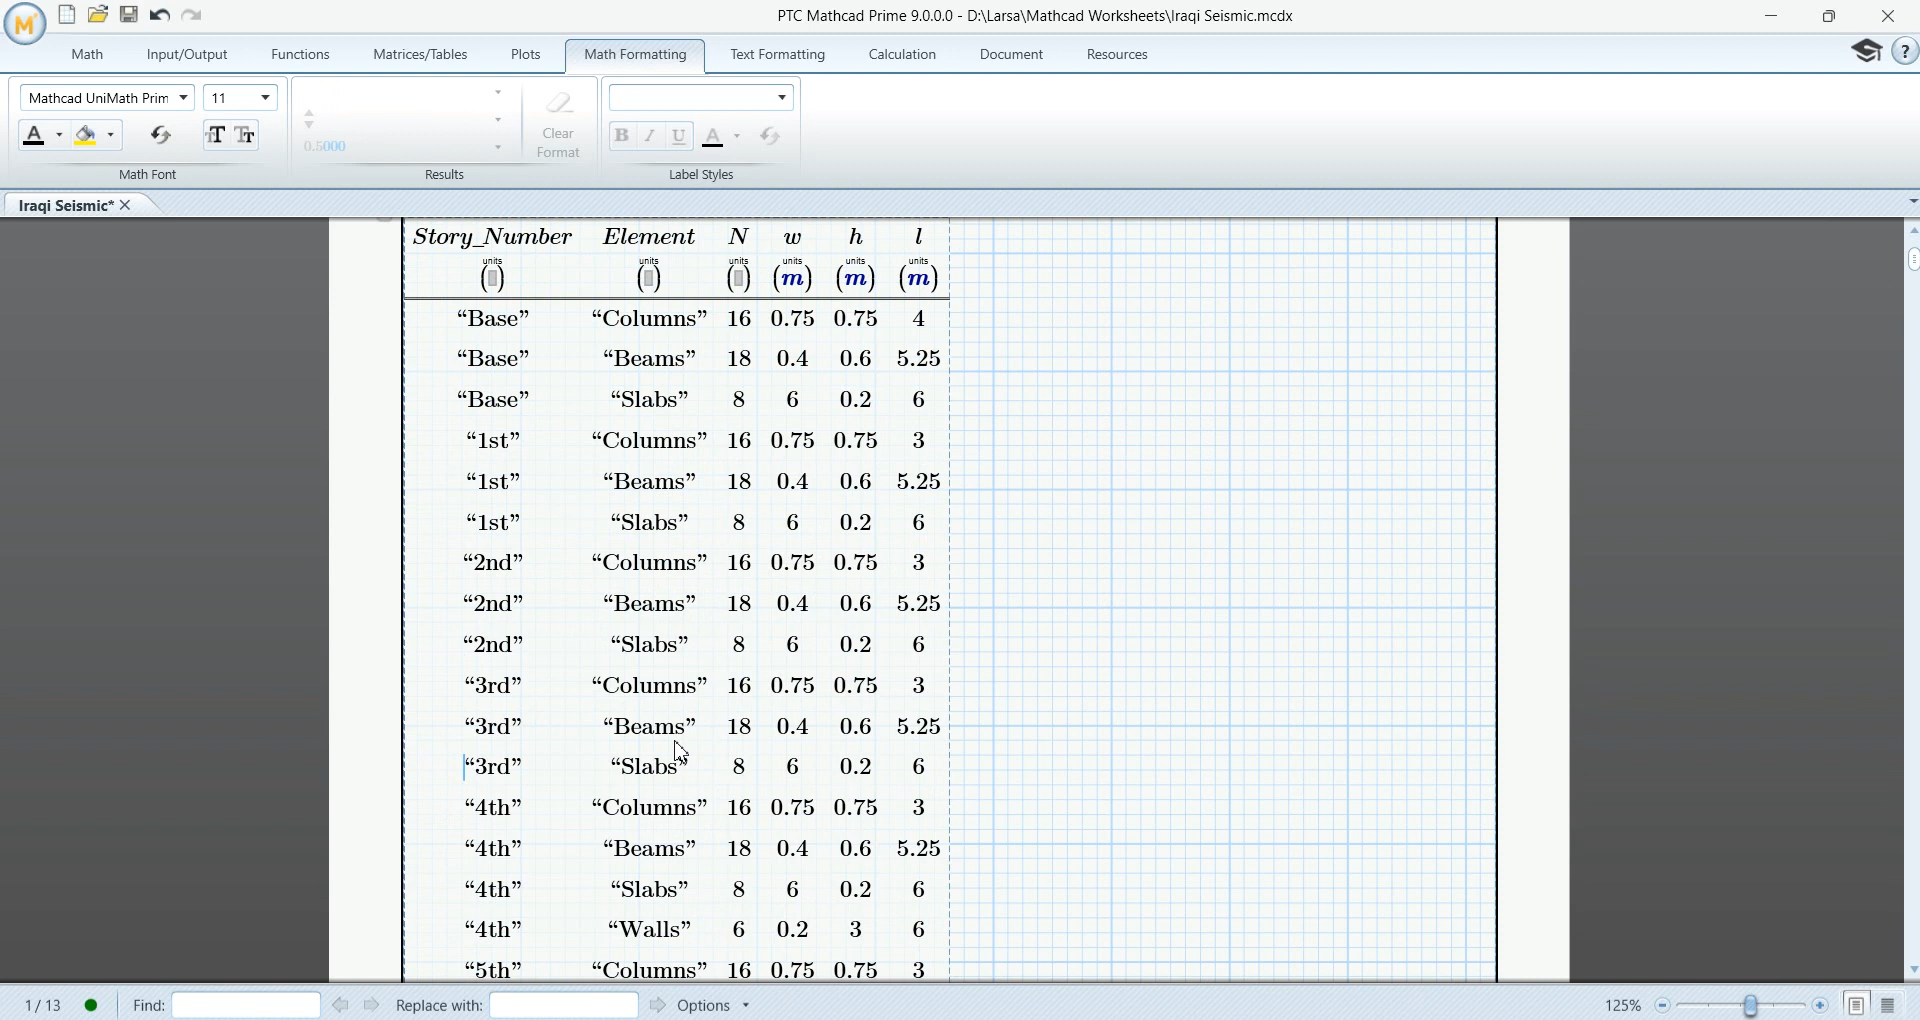 PTC Mathcad Prime 9.0.0.0 - D:\Larsa\Mathcad Worksheets\Iraqi Seismic.mcdx
Math Input/Output Functions Matrices/Tables Plots Math Formatting Text Formatting Calculation Document Resources
Mathcad UniMath Prim 11
Clear
Format
0.5000
Math Font Results Label Styles
Iraqi Seismic*
Story_Number Element N w h l
units units units units units units
() () () (m) (m) (m)
“Base” “Columns” 16 0.75 0.75 4
“Base” “Beams” 18 0.4 0.6 5.25
“Base” “Slabs” 8 6 0.2 6
“1st” “Columns” 16 0.75 0.75 3
“1st” “Beams” 18 0.4 0.6 5.25
“1st” “Slabs” 8 6 0.2 6
“2nd” “Columns” 16 0.75 0.75 3
“2nd” “Beams” 18 0.4 0.6 5.25
“2nd” “Slabs” 8 6 0.2 6
“3rd” “Columns” 16 0.75 0.75 3
“3rd” “Beams” 18 0.4 0.6 5.25
“3rd” “Slabs” 8 6 0.2 6
“4th” “Columns” 16 0.75 0.75 3
“4th” “Beams” 18 0.4 0.6 5.25
“4th” “Slabs” 8 6 0.2 6
“4th” “Walls” 6 0.2 3 6
“5th” “Columns” 16 0.75 0.75 3
1 / 13 Find: Replace with: Options 125%